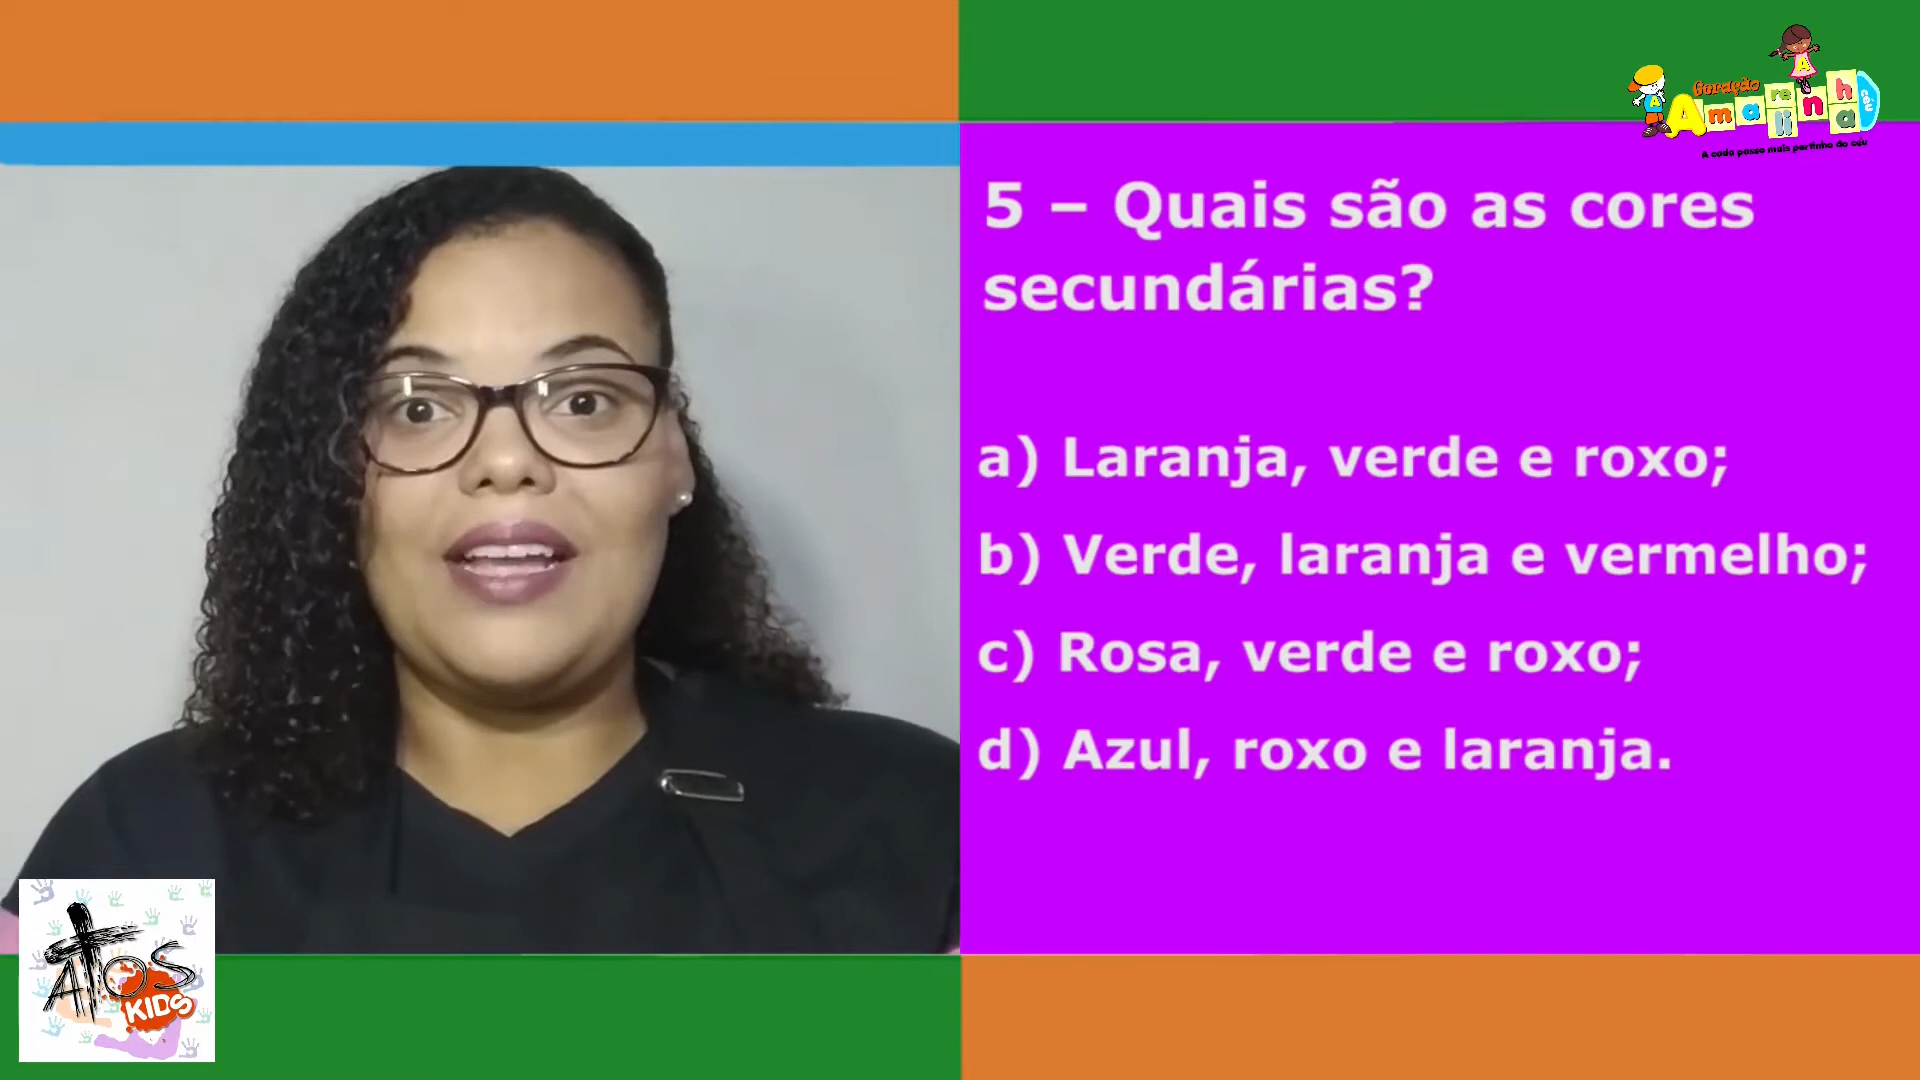 Geração
Amarelinha
céu
A cada passo mais pertinho do céu
5 – Quais são as cores
secundárias?
a) Laranja, verde e roxo;
b) Verde, laranja e vermelho;
c) Rosa, verde e roxo;
d) Azul, roxo e laranja.
ATOS
KIDS